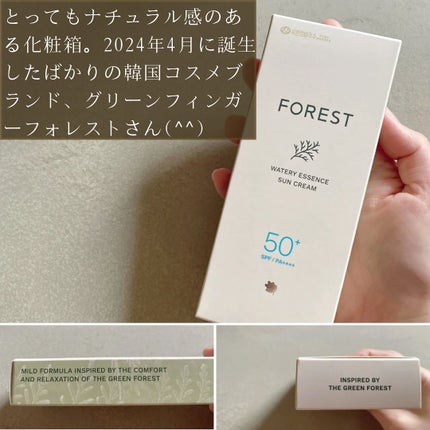 とってもナチュラル感のあ
る化粧箱。2024年4月に誕生
したばかりの韓国コスメブ
ランド、グリーンフィンガ
ーフォレストさん(^^)
FOREST
WATERY ESSENCE
SUN CREAM
50+
SPF / PA++++
MILD FORMULA INSPIRED BY THE COMFORT
AND RELAXATION OF THE GREEN FOREST
INSPIRED BY
THE GREEN FOREST